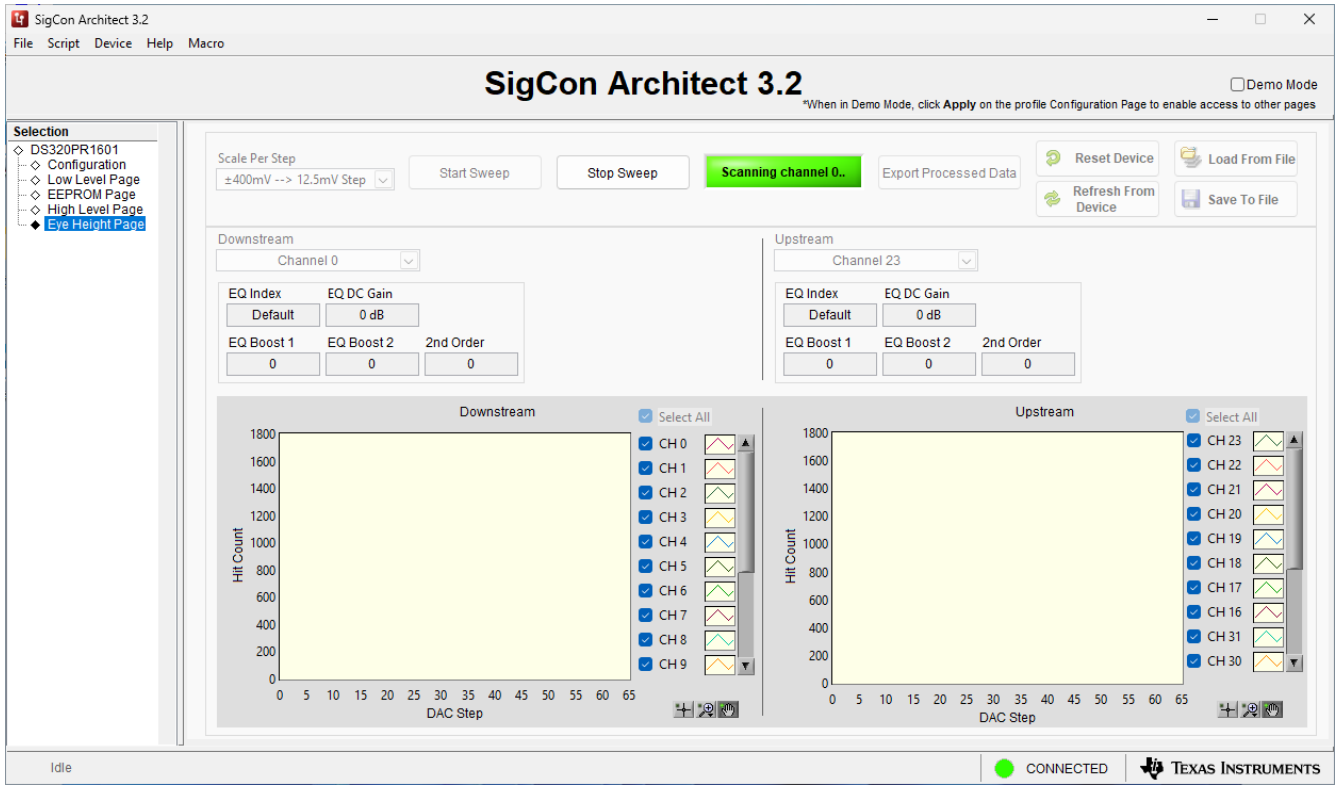 SigCon Architect 3.2
File Script Device Help Macro
SigCon Architect 3.2
Demo Mode
*When in Demo Mode, click Apply on the profile Configuration Page to enable access to other pages
Selection
DS320PR1601
Configuration
Low Level Page
EEPROM Page
High Level Page
Eye Height Page
Scale Per Step
±400mV --> 12.5mV Step
Start Sweep
Stop Sweep
Scanning channel 0..
Export Processed Data
Reset Device
Load From File
Refresh From
Device
Save To File
Downstream
Channel 0
EQ Index EQ DC Gain
Default 0 dB
EQ Boost 1 EQ Boost 2 2nd Order
0 0 0
Upstream
Channel 23
EQ Index EQ DC Gain
Default 0 dB
EQ Boost 1 EQ Boost 2 2nd Order
0 0 0
Downstream
Select All
1800
1600
1400
1200
1000
800
600
400
200
0
Hit Count
0 5 10 15 20 25 30 35 40 45 50 55 60 65
DAC Step
CH 0
CH 1
CH 2
CH 3
CH 4
CH 5
CH 6
CH 7
CH 8
CH 9
Upstream
Select All
1800
1600
1400
1200
1000
800
600
400
200
0
Hit Count
0 5 10 15 20 25 30 35 40 45 50 55 60 65
DAC Step
CH 23
CH 22
CH 21
CH 20
CH 19
CH 18
CH 17
CH 16
CH 31
CH 30
Idle
CONNECTED
TEXAS INSTRUMENTS